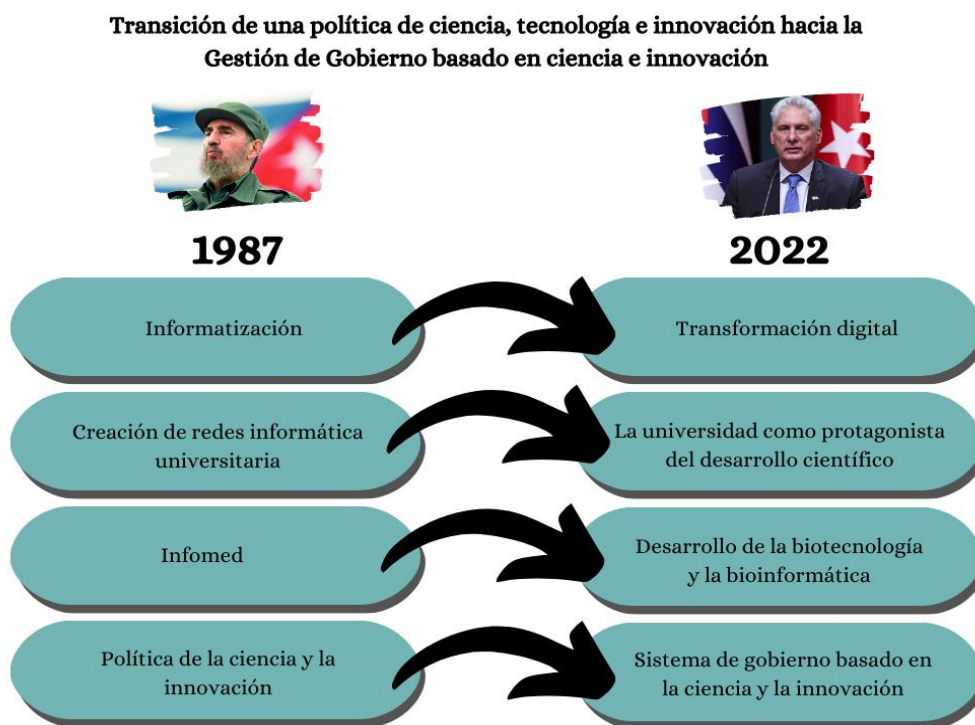 Transición de una política de ciencia, tecnología e innovación hacia la
Gestión de Gobierno basado en ciencia e innovación
1987
2022
Informatización
Transformación digital
Creación de redes informática
universitaria
La universidad como protagonista
del desarrollo científico
Infomed
Desarrollo de la biotecnología
y la bioinformática
Política de la ciencia y la
innovación
Sistema de gobierno basado en
la ciencia y la innovación